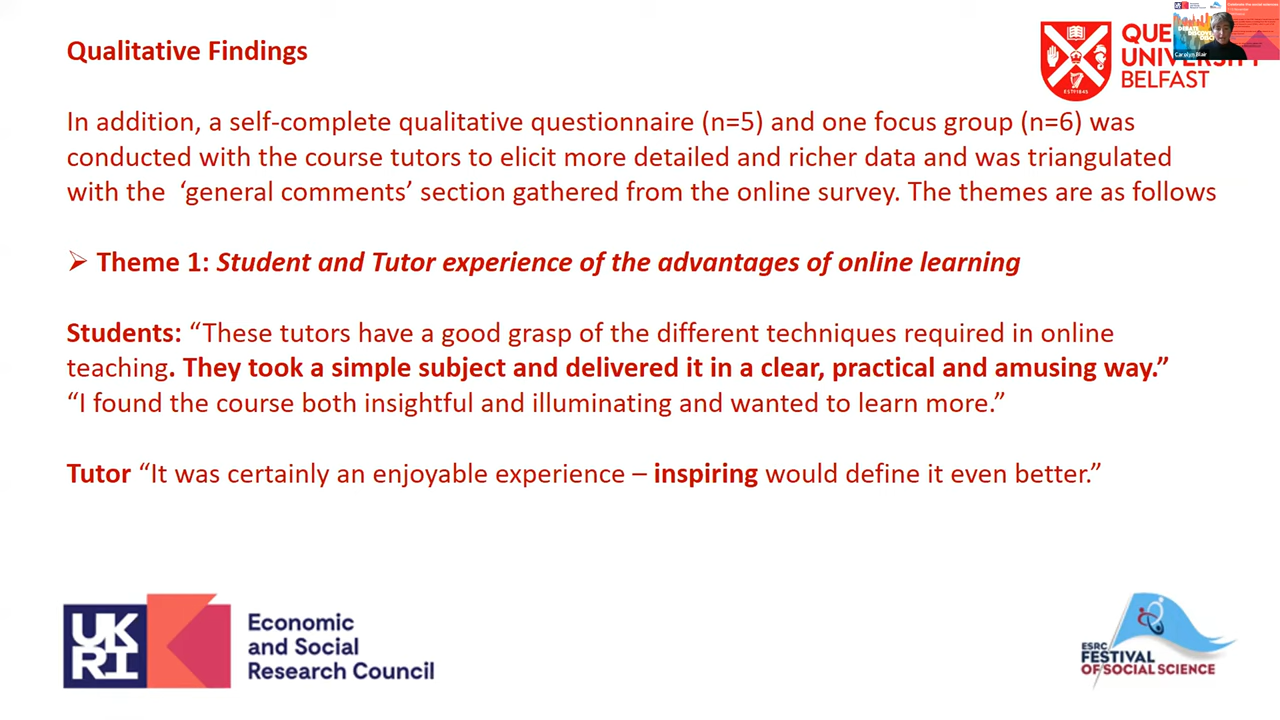 Qualitative Findings
QUE
UNIVERSITY
BELFAST
ESTD1845
Carolyn Blair
In addition, a self-complete qualitative questionnaire (n=5) and one focus group (n=6) was
conducted with the course tutors to elicit more detailed and richer data and was triangulated
with the ‘general comments’ section gathered from the online survey. The themes are as follows
➢ Theme 1: Student and Tutor experience of the advantages of online learning
Students: “These tutors have a good grasp of the different techniques required in online
teaching. They took a simple subject and delivered it in a clear, practical and amusing way.”
“I found the course both insightful and illuminating and wanted to learn more.”
Tutor “It was certainly an enjoyable experience – inspiring would define it even better.”
UK
RI
Economic
and Social
Research Council
ESRC
FESTIVAL
OF SOCIAL SCIENCE